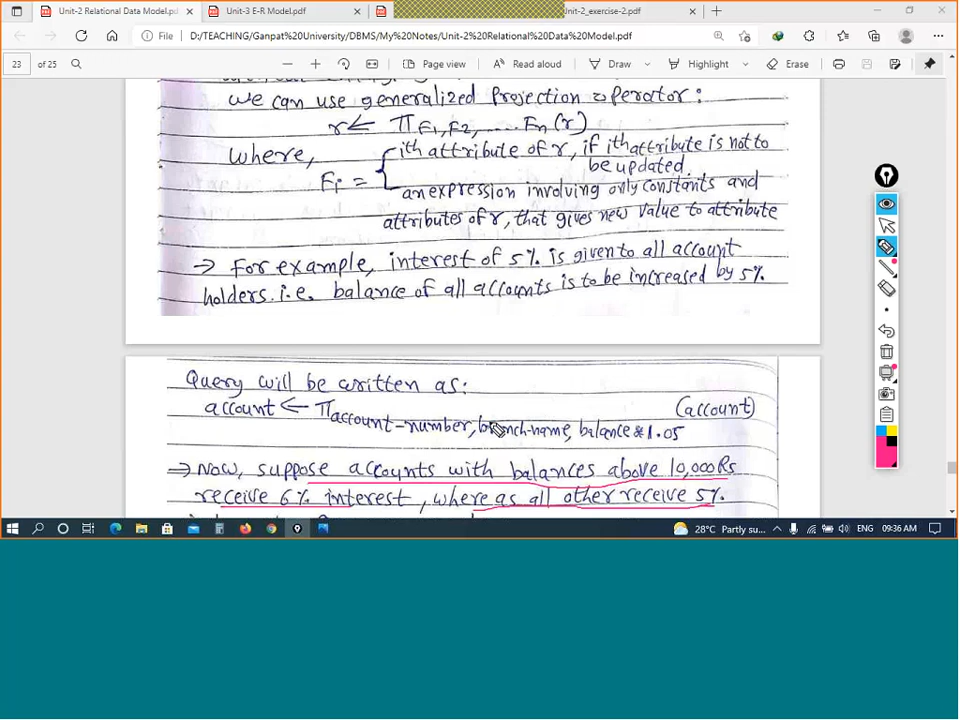 Unit-2 Relational Data Model.pd
Unit-3 E-R Model.pdf
Unit-2_exercise-2.pdf
File D:/TEACHING/Ganpat%20University/DBMS/My%20Notes/Unit-2%20Relational%20Data%20Model.pdf
23 of 25 Page view Read aloud Draw Highlight Erase
we can use generalized Projection operator:
r ← Π F1, F2, .... Fn (r)
where,
Fi = { ith attribute of r, if ith attribute is not to
be updated.
an expression involving only constants and
attributes of r, that gives new value to attribute
→ For example, interest of 5% is given to all account
holders. i.e. balance of all accounts is to be increased by 5%.
Query will be written as:
account ← Π account-number, branch-name, balance * 1.05 (account)
→ Now, suppose accounts with balances above 10,000 Rs
receive 6% interest, where as all other receive 5%.
28°C Partly su... ENG 09:36 AM